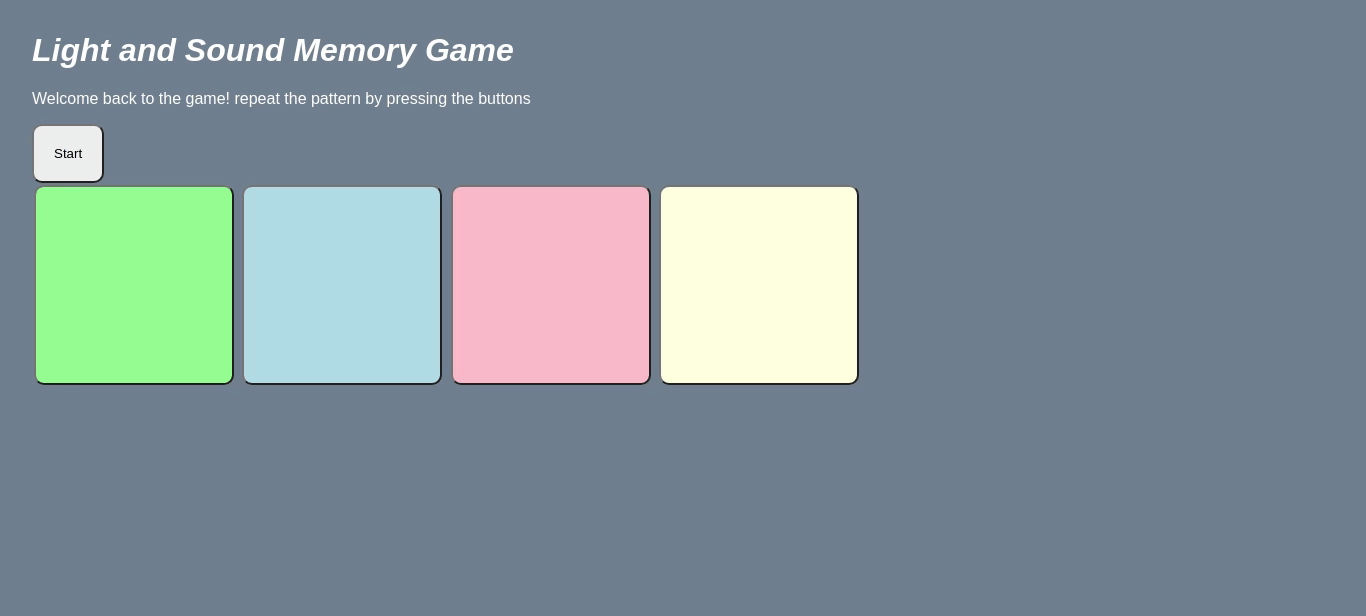 Light and Sound Memory Game
Welcome back to the game! repeat the pattern by pressing the buttons
Start